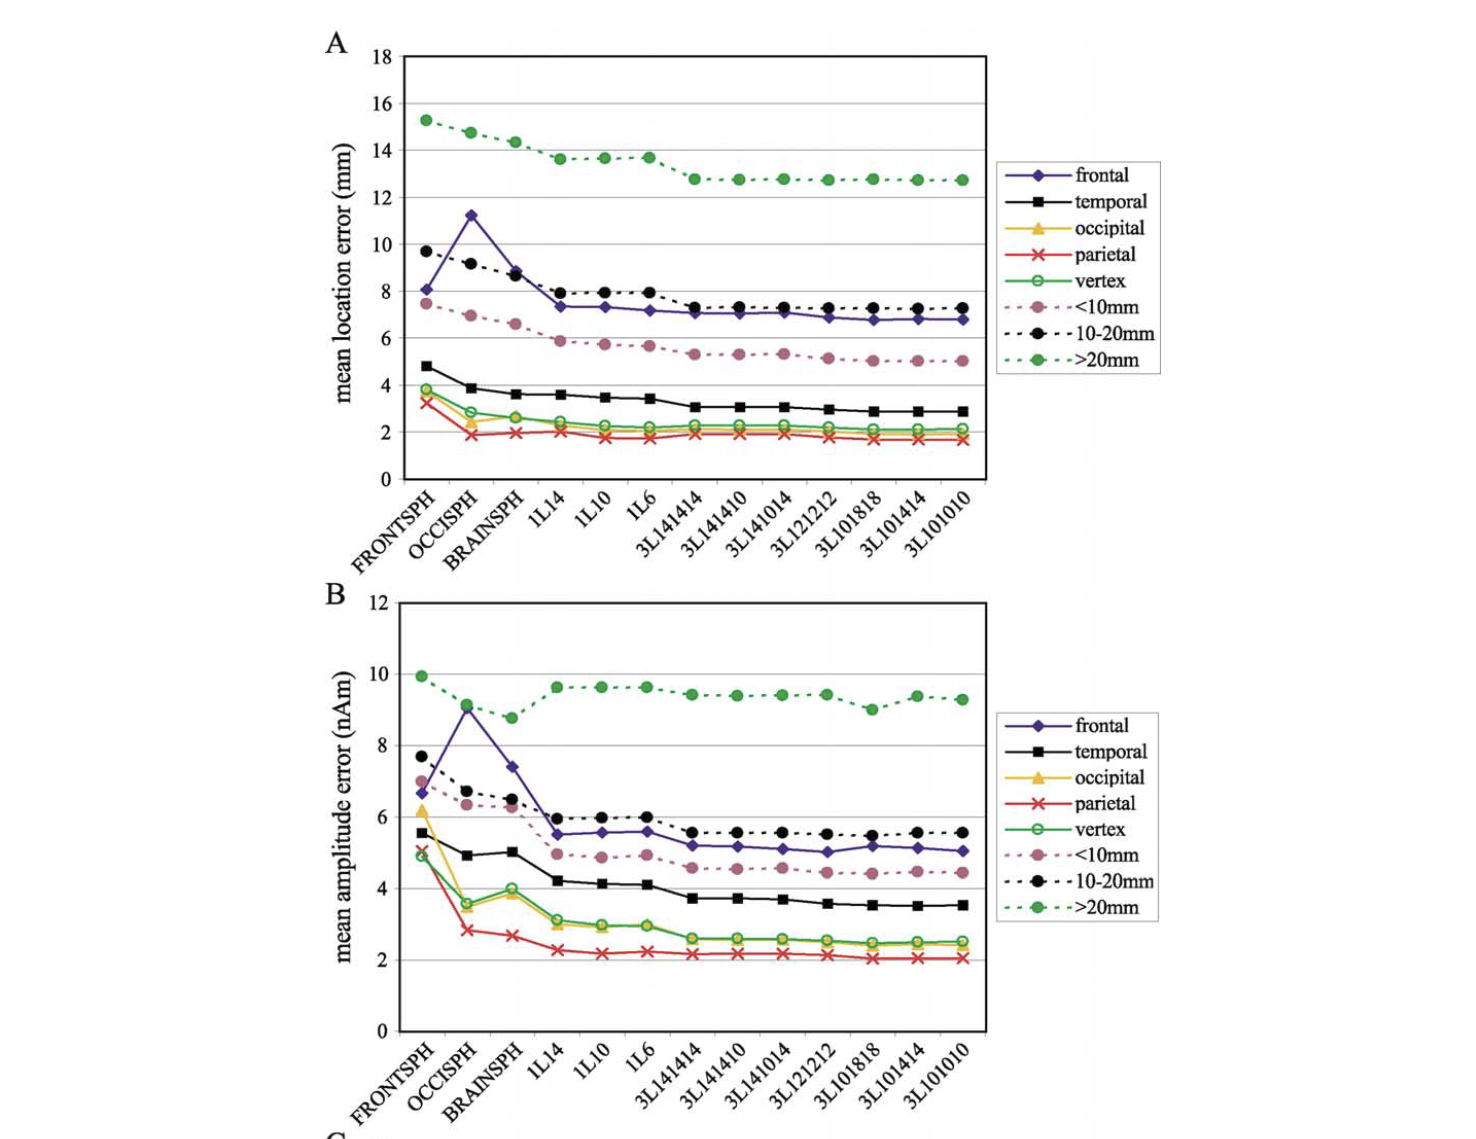 A
18
16
14
12
10
8
6
4
2
0
mean location error (mm)
FRONTSPH
OCCISPH
BRAINSPH
1L14
1L10
1L6
3L141414
3L141410
3L141014
3L121212
3L101818
3L101414
3L101010
frontal
temporal
occipital
parietal
vertex
<10mm
10-20mm
>20mm
B
12
10
8
6
4
2
0
mean amplitude error (nAm)
FRONTSPH
OCCISPH
BRAINSPH
1L14
1L10
1L6
3L141414
3L141410
3L141014
3L121212
3L101818
3L101414
3L101010
frontal
temporal
occipital
parietal
vertex
<10mm
10-20mm
>20mm